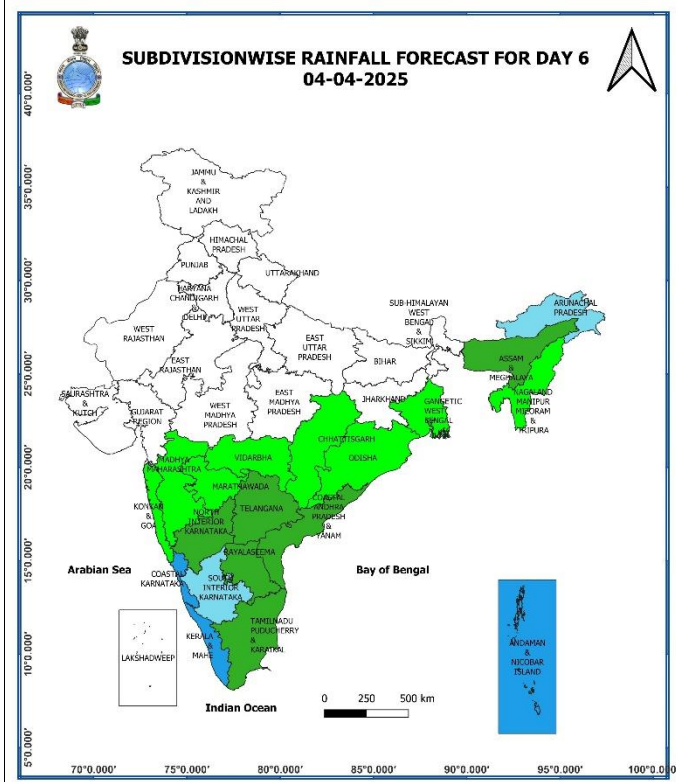 SUBDIVISIONWISE RAINFALL FORECAST FOR DAY 6
04-04-2025
40°0.000'
35°0.000'
30°0.000'
25°0.000'
20°0.000'
15°0.000'
10°0.000'
5°0.000'
JAMMU
&
KASHMIR
AND
LADAKH
HIMACHAL
PRADESH
PUNJAB
UTTARAKHAND
HARYANA
CHANDIGARH
&
DELHI
WEST
UTTAR
PRADESH
WEST
RAJASTHAN
EAST
RAJASTHAN
EAST
UTTAR
PRADESH
SUB-HIMALAYAN
WEST
BENGAL
&
SIKKIM
ARUNACHAL
PRADESH
BIHAR
ASSAM
&
MEGHALAYA
NAGALAND
MANIPUR
MIZORAM
&
TRIPURA
SAURASHTRA
&
KUTCH
GUJARAT
REGION
WEST
MADHYA
PRADESH
EAST
MADHYA
PRADESH
JHARKHAND
GANGETIC
WEST
BENGAL
CHHATTISGARH
ODISHA
MADHYA
MAHARASHTRA
VIDARBHA
MARATHAWADA
KONKAN
&
GOA
NORTH
INTERIOR
KARNATAKA
TELANGANA
COASTAL
ANDHRA
PRADESH
&
YANAM
RAYALASEEMA
COASTAL
KARNATAKA
SOUTH
INTERIOR
KARNATAKA
Arabian Sea
Bay of Bengal
TAMILNADU
PUDUCHERRY
&
KARAIKAL
KERALA
&
MAHE
LAKSHADWEEP
ANDAMAN
&
NICOBAR
ISLAND
Indian Ocean
0 250 500 km
70°0.000' 75°0.000' 80°0.000' 85°0.000' 90°0.000' 95°0.000' 100°0.000'